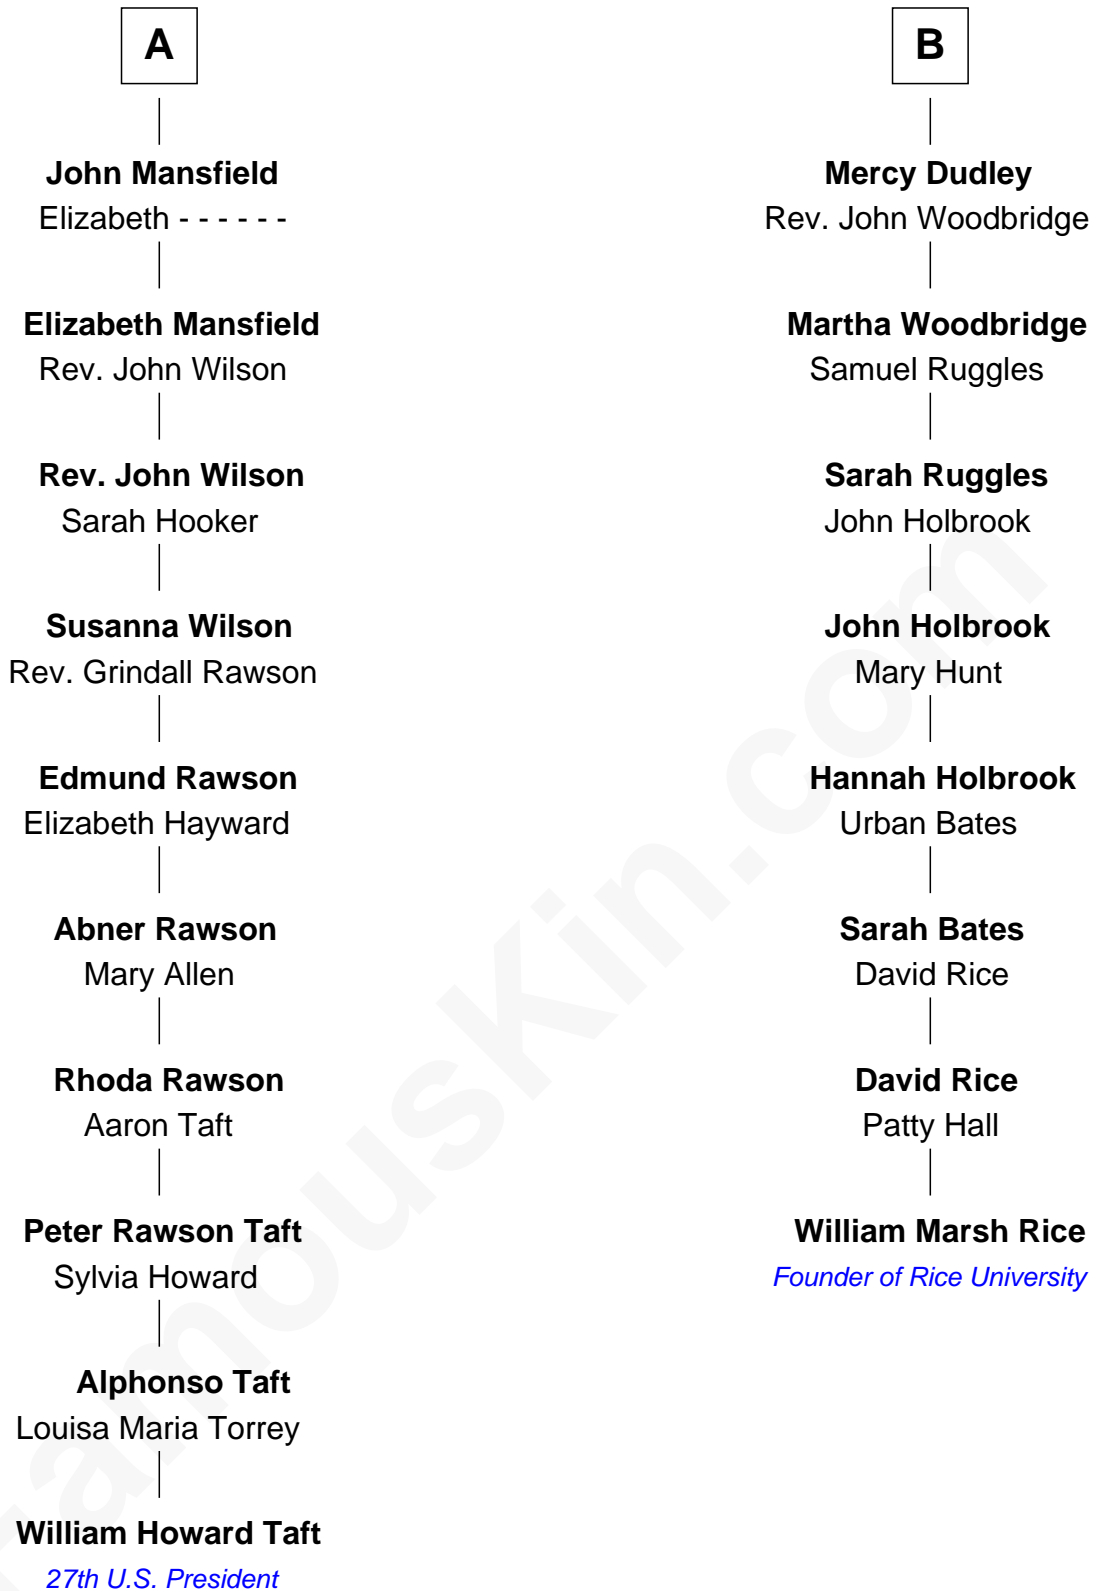 A
John Mansfield
Elizabeth - - - - - -
Elizabeth Mansfield
Rev. John Wilson
Rev. John Wilson
Sarah Hooker
Susanna Wilson
Rev. Grindall Rawson
Edmund Rawson
Elizabeth Hayward
Abner Rawson
Mary Allen
Rhoda Rawson
Aaron Taft
Peter Rawson Taft
Sylvia Howard
Alphonso Taft
Louisa Maria Torrey
William Howard Taft
27th U.S. President
B
Mercy Dudley
Rev. John Woodbridge
Martha Woodbridge
Samuel Ruggles
Sarah Ruggles
John Holbrook
John Holbrook
Mary Hunt
Hannah Holbrook
Urban Bates
Sarah Bates
David Rice
David Rice
Patty Hall
William Marsh Rice
Founder of Rice University
FamousKin.com